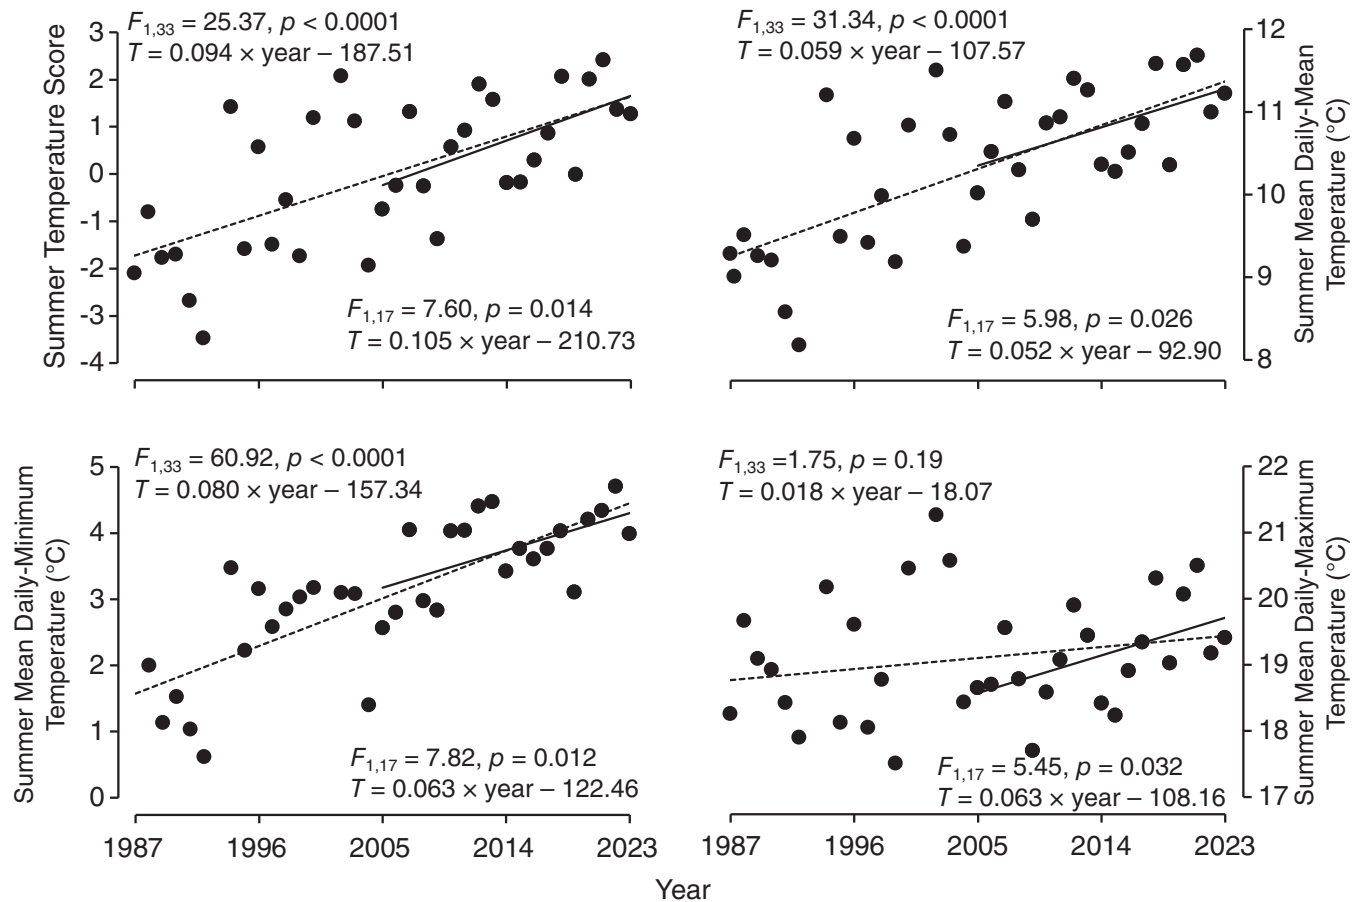 F1,33 = 25.37, p < 0.0001
T = 0.094 × year – 187.51
Summer Temperature Score
3
2
1
0
-1
-2
-3
-4
F1,17 = 7.60, p = 0.014
T = 0.105 × year – 210.73
F1,33 = 31.34, p < 0.0001
T = 0.059 × year – 107.57
12
11
10
9
8
Summer Mean Daily-Mean
Temperature (°C)
F1,17 = 5.98, p = 0.026
T = 0.052 × year – 92.90
F1,33 = 60.92, p < 0.0001
T = 0.080 × year – 157.34
Summer Mean Daily-Minimum
Temperature (°C)
5
4
3
2
1
0
F1,17 = 7.82, p = 0.012
T = 0.063 × year – 122.46
1987 1996 2005 2014 2023
F1,33 =1.75, p = 0.19
T = 0.018 × year – 18.07
22
21
20
19
18
17
Summer Mean Daily-Maximum
Temperature (°C)
F1,17 = 5.45, p = 0.032
T = 0.063 × year – 108.16
1987 1996 2005 2014 2023
Year